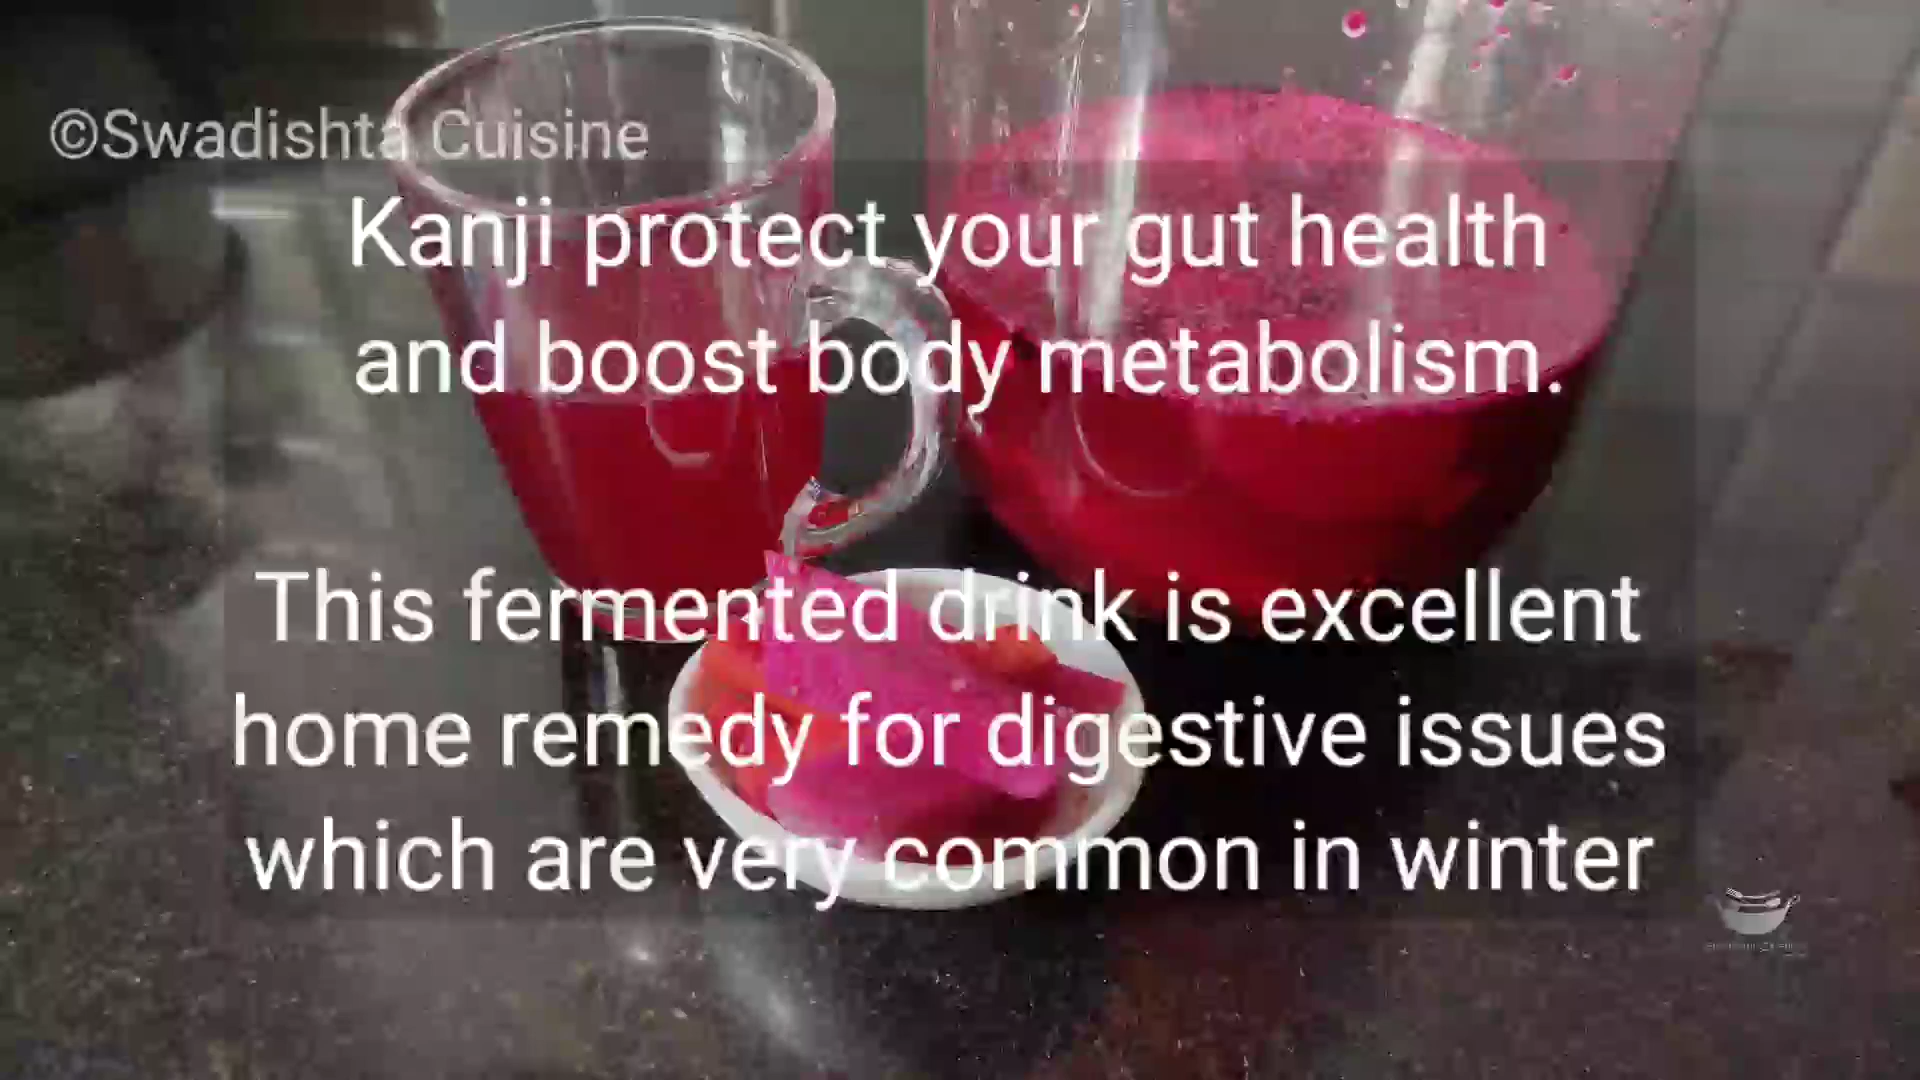 ©Swadishta Cuisine
Kanji protect your gut health
and boost body metabolism.
This fermented drink is excellent
home remedy for digestive issues
which are very common in winter